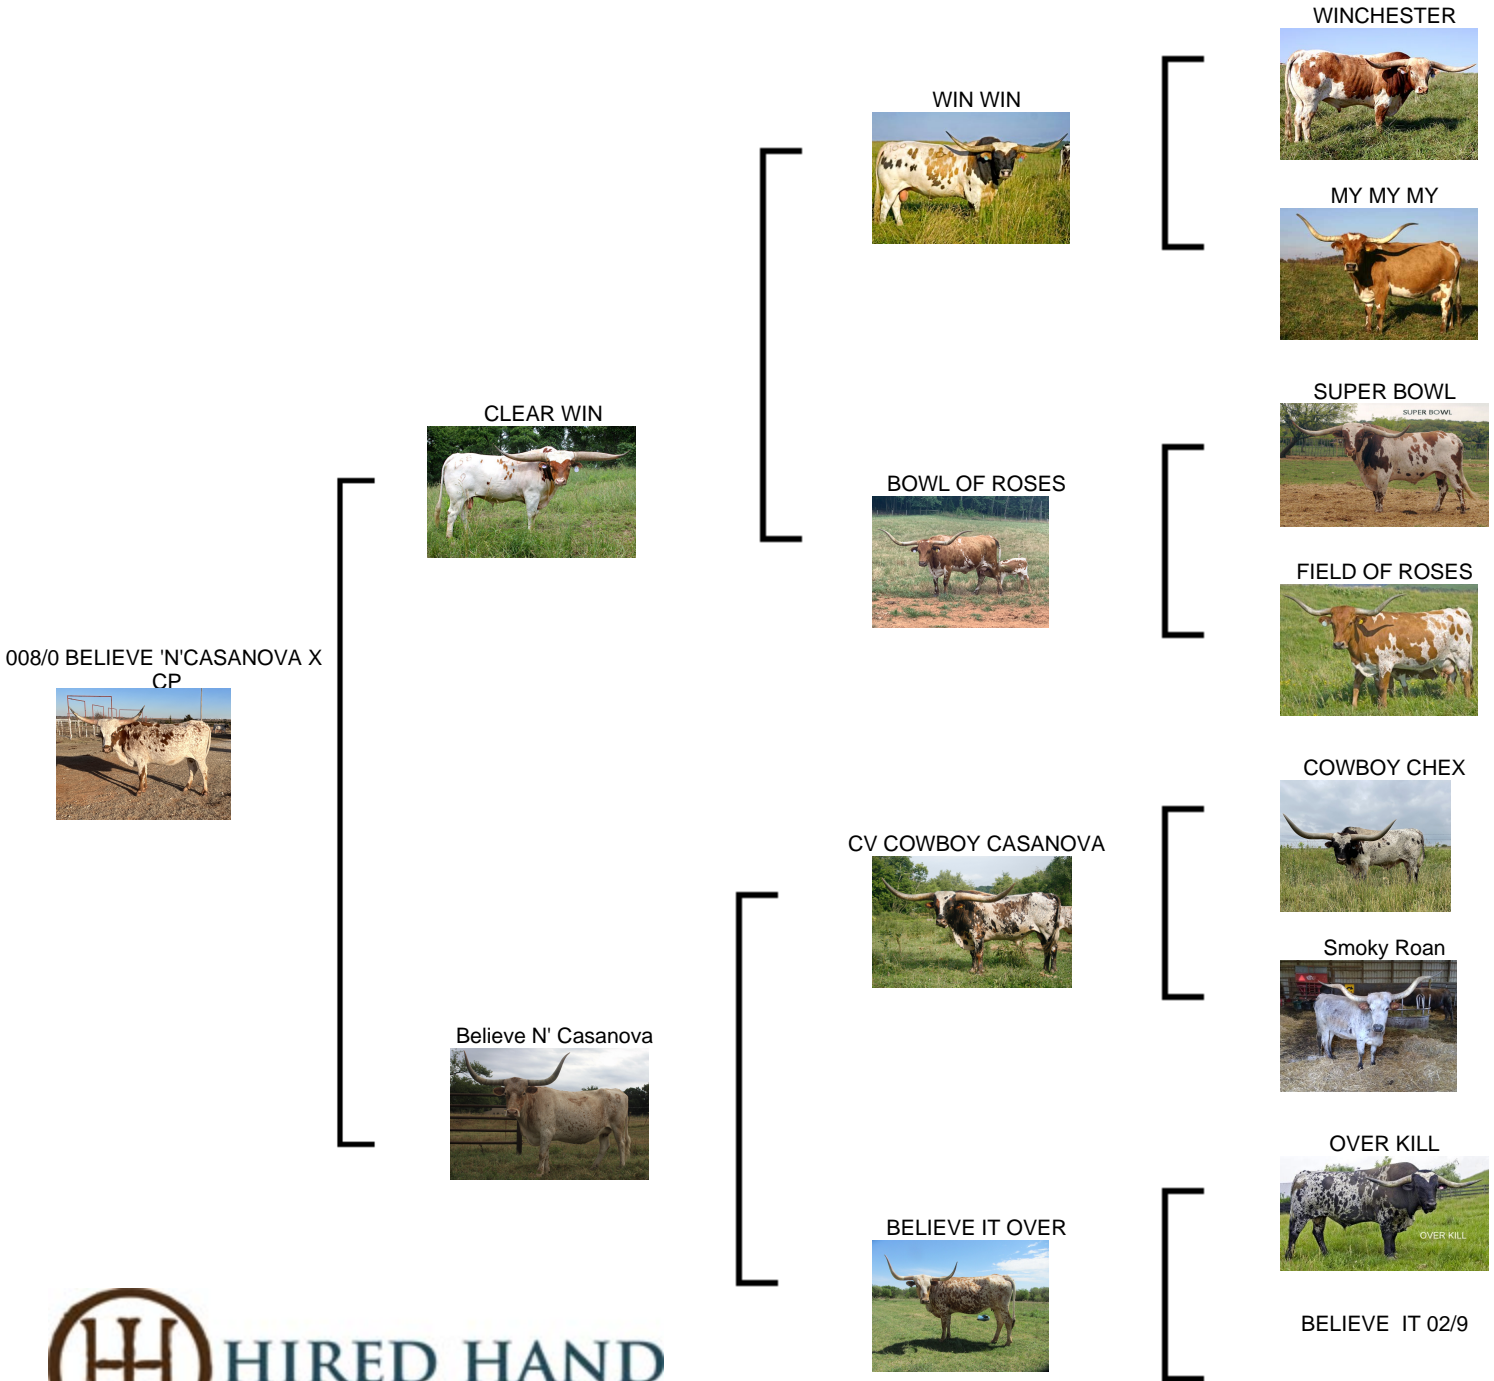 WINCHESTER
WIN WIN
MY MY MY
SUPER BOWL
SUPER BOWL
CLEAR WIN
BOWL OF ROSES
FIELD OF ROSES
008/0 BELIEVE 'N'CASANOVA X
CP
COWBOY CHEX
CV COWBOY CASANOVA
Smoky Roan
Believe N' Casanova
OVER KILL
OVER KILL
BELIEVE IT OVER
BELIEVE  IT 02/9
HIRED HAND